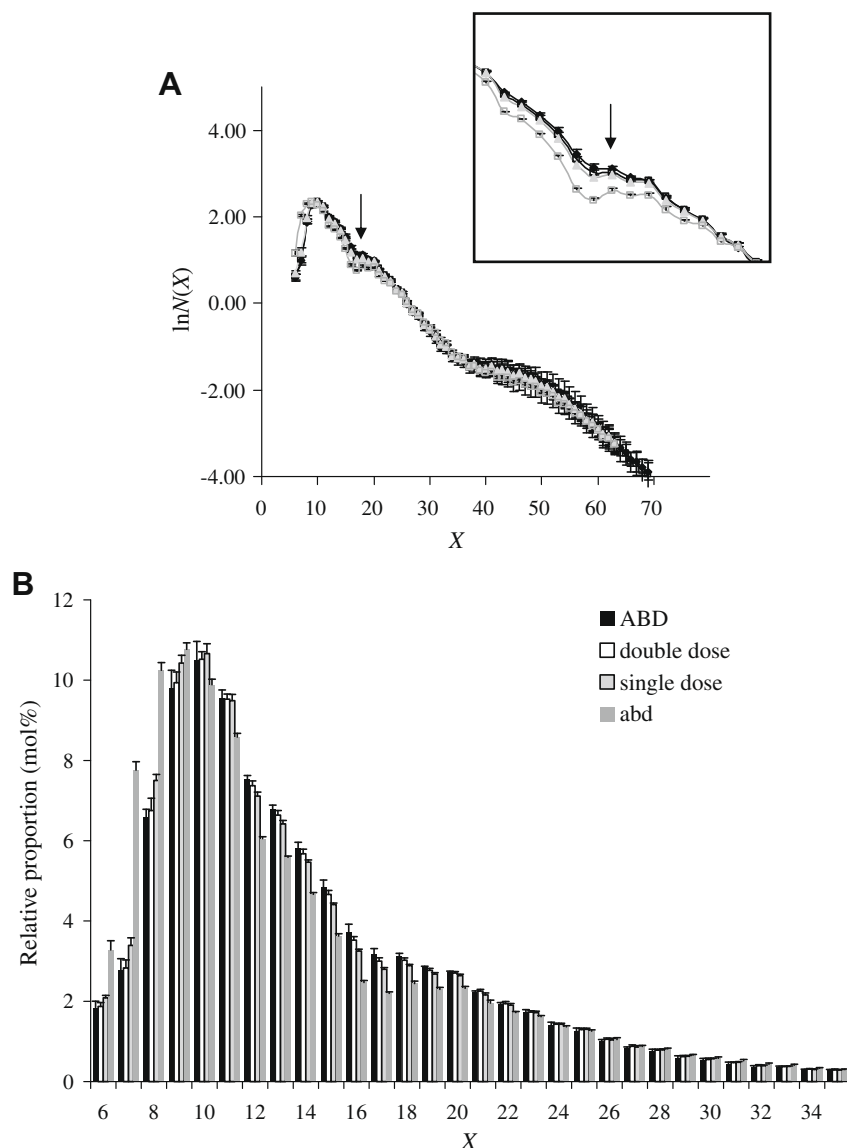 A
4.00
2.00
0.00
-2.00
-4.00
lnN(X)
0 10 20 30 40 50 60 70
X
B
12
10
8
6
4
2
0
Relative proportion (mol%)
ABD
double dose
single dose
abd
6 8 10 12 14 16 18 20 22 24 26 28 30 32 34
X